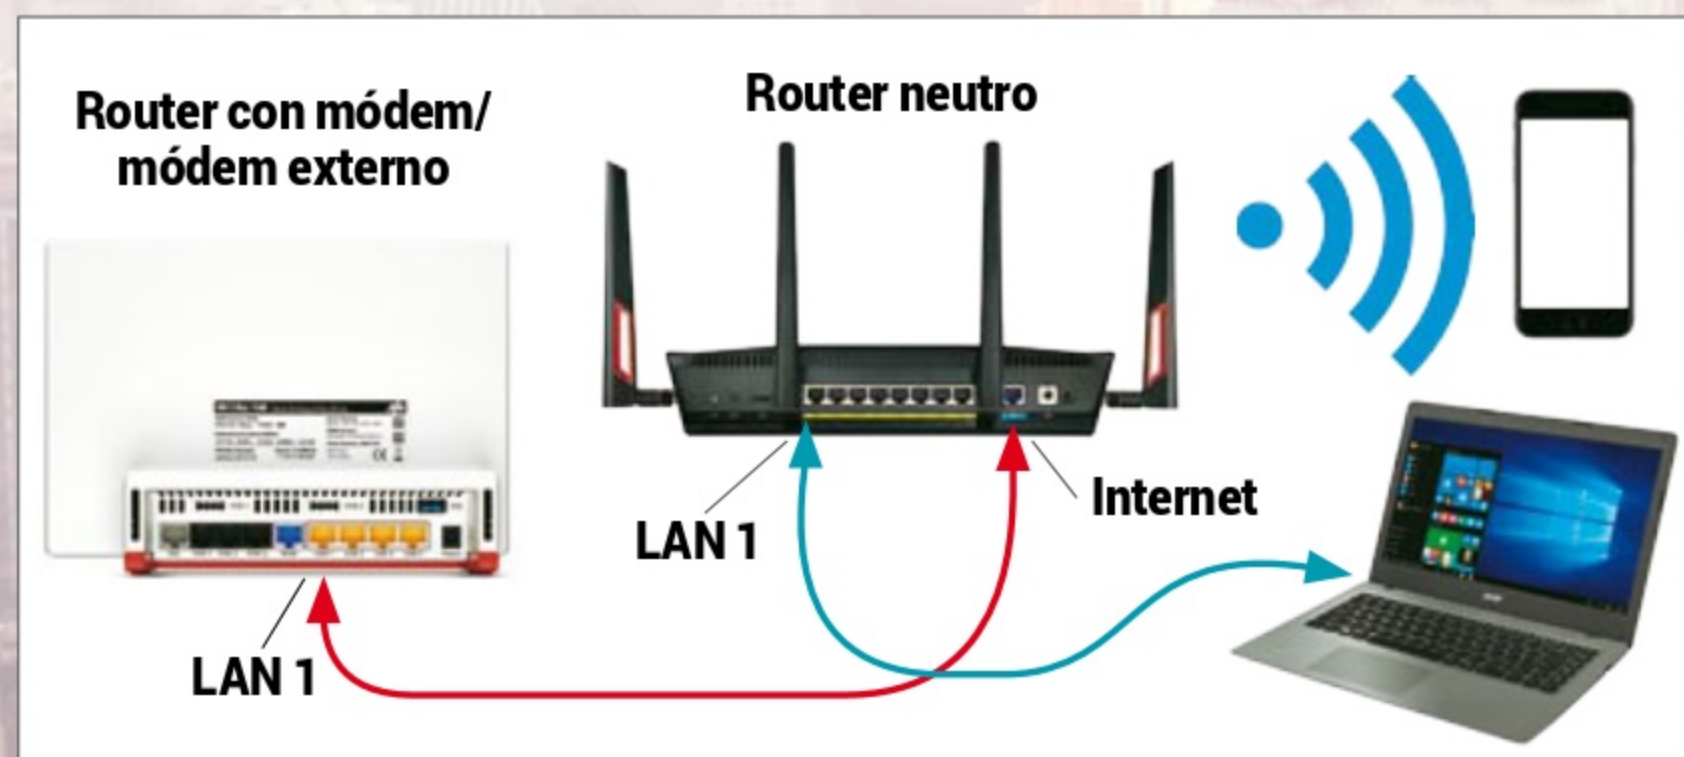 Router con módem/
módem externo
Router neutro
LAN 1
Internet
LAN 1